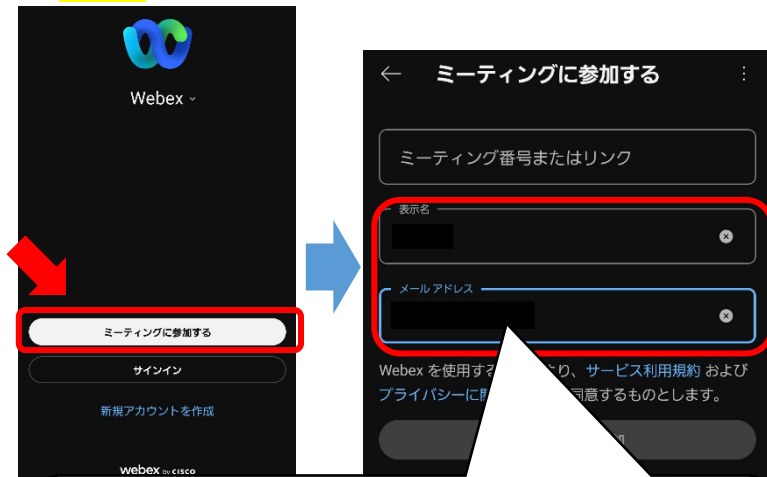 Webex
ミーティングに参加する
サインイン
新規アカウントを作成
webex by CISCO
ミーティングに参加する
ミーティング番号またはリンク
表示名
メール アドレス
Webex を使用する より、サービス利用規約 および
プライバシーに 同意するものとします。